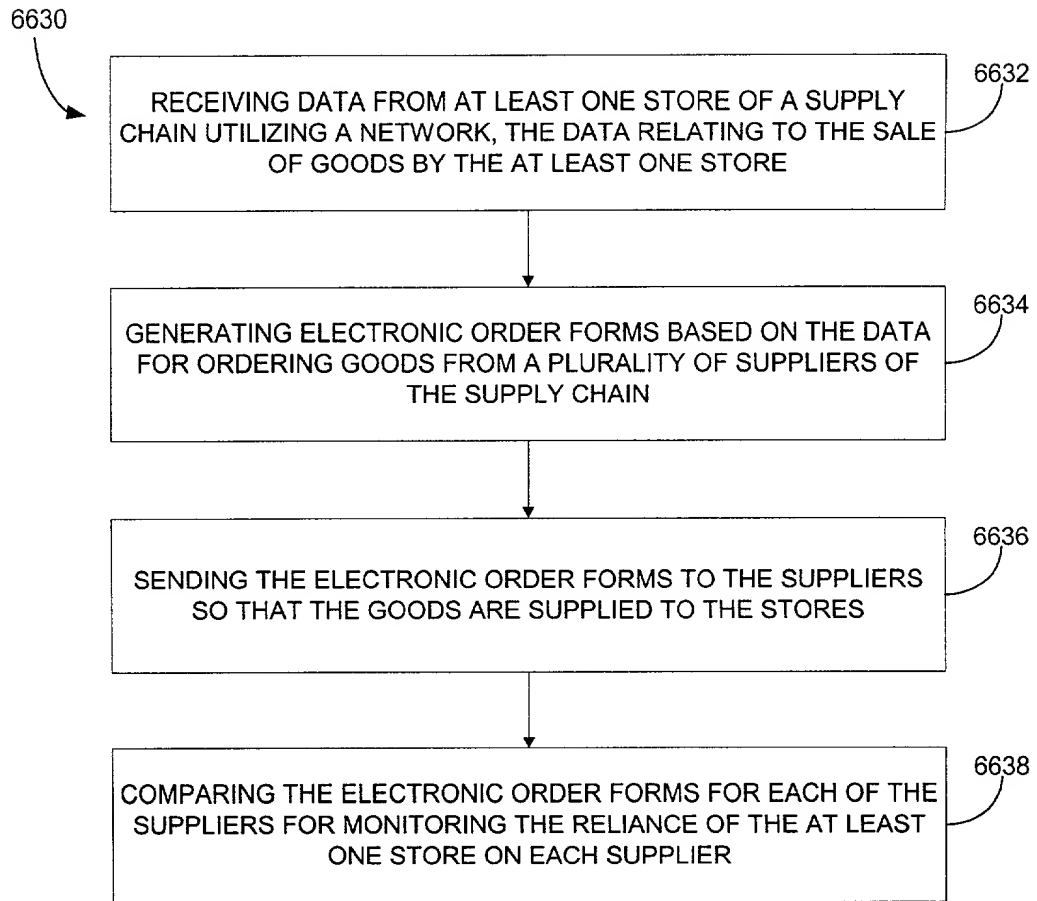 6630
6632
RECEIVING DATA FROM AT LEAST ONE STORE OF A SUPPLY
CHAIN UTILIZING A NETWORK, THE DATA RELATING TO THE SALE
OF GOODS BY THE AT LEAST ONE STORE
6634
GENERATING ELECTRONIC ORDER FORMS BASED ON THE DATA
FOR ORDERING GOODS FROM A PLURALITY OF SUPPLIERS OF
THE SUPPLY CHAIN
6636
SENDING THE ELECTRONIC ORDER FORMS TO THE SUPPLIERS
SO THAT THE GOODS ARE SUPPLIED TO THE STORES
6638
COMPARING THE ELECTRONIC ORDER FORMS FOR EACH OF THE
SUPPLIERS FOR MONITORING THE RELIANCE OF THE AT LEAST
ONE STORE ON EACH SUPPLIER